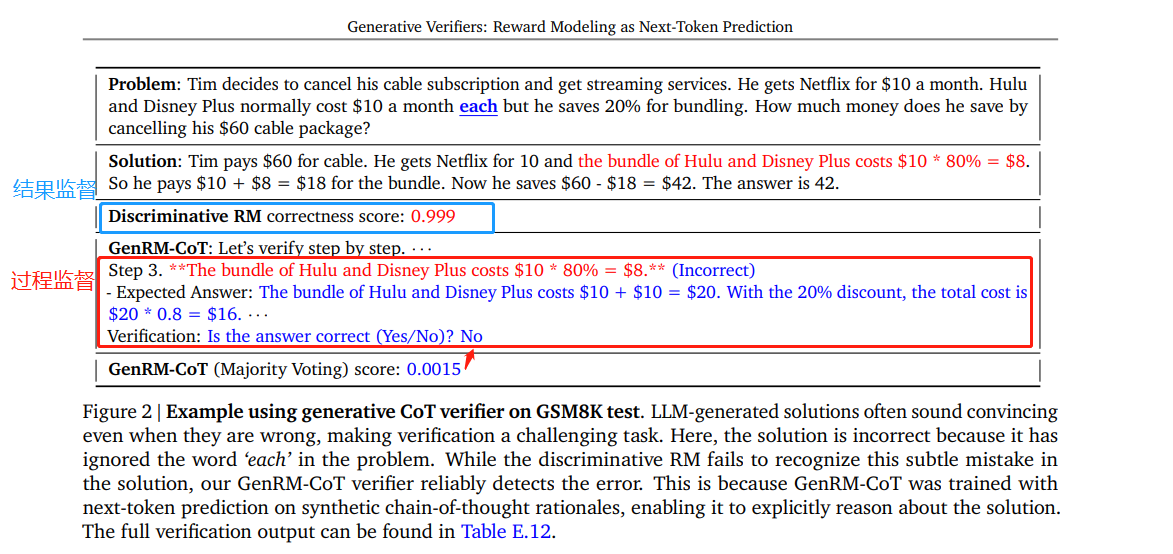 Generative Verifiers: Reward Modeling as Next-Token Prediction
Problem: Tim decides to cancel his cable subscription and get streaming services. He gets Netflix for $10 a month. Hulu
and Disney Plus normally cost $10 a month each but he saves 20% for bundling. How much money does he save by
cancelling his $60 cable package?
Solution: Tim pays $60 for cable. He gets Netflix for 10 and the bundle of Hulu and Disney Plus costs $10 * 80% = $8.
So he pays $10 + $8 = $18 for the bundle. Now he saves $60 - $18 = $42. The answer is 42.
结果监督
Discriminative RM correctness score: 0.999
GenRM-CoT: Let's verify step by step. ···
过程监督
Step 3. **The bundle of Hulu and Disney Plus costs $10 * 80% = $8.** (Incorrect)
- Expected Answer: The bundle of Hulu and Disney Plus costs $10 + $10 = $20. With the 20% discount, the total cost is
$20 * 0.8 = $16. ···
Verification: Is the answer correct (Yes/No)? No
GenRM-CoT (Majority Voting) score: 0.0015
Figure 2 | Example using generative CoT verifier on GSM8K test. LLM-generated solutions often sound convincing
even when they are wrong, making verification a challenging task. Here, the solution is incorrect because it has
ignored the word ‘each’ in the problem. While the discriminative RM fails to recognize this subtle mistake in
the solution, our GenRM-CoT verifier reliably detects the error. This is because GenRM-CoT was trained with
next-token prediction on synthetic chain-of-thought rationales, enabling it to explicitly reason about the solution.
The full verification output can be found in Table E.12.